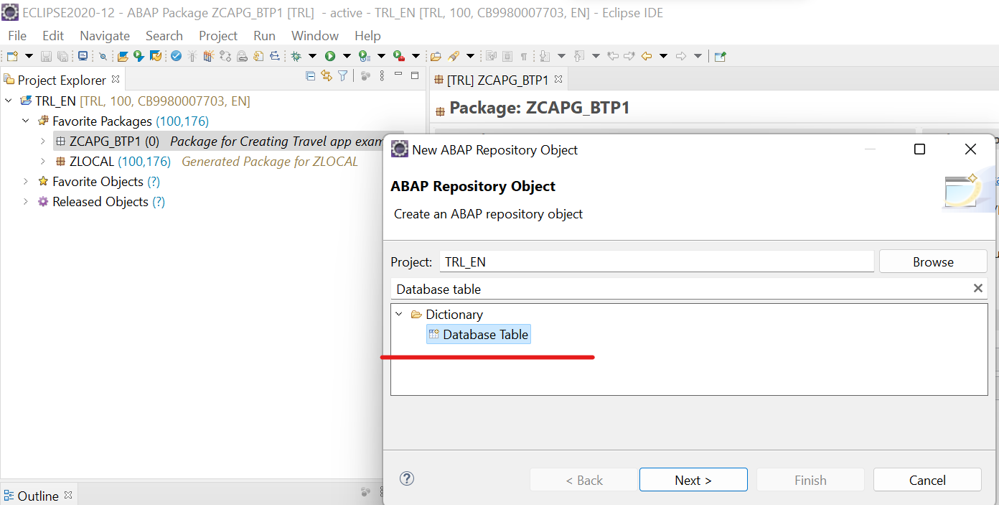 ECLIPSE2020-12 - ABAP Package ZCAPG_BTP1 [TRL]  - active - TRL_EN [TRL, 100, CB9980007703, EN] - Eclipse IDE
File Edit Navigate Search Project Run Window Help
Project Explorer
TRL_EN [TRL, 100, CB9980007703, EN]
Favorite Packages (100,176)
ZCAPG_BTP1 (0) Package for Creating Travel app exam
ZLOCAL (100,176) Generated Package for ZLOCAL
Favorite Objects (?)
Released Objects (?)
Outline
[TRL] ZCAPG_BTP1
Package: ZCAPG_BTP1
New ABAP Repository Object
ABAP Repository Object
Create an ABAP repository object
Project: TRL_EN Browse
Database table
Dictionary
Database Table
< Back Next > Finish Cancel